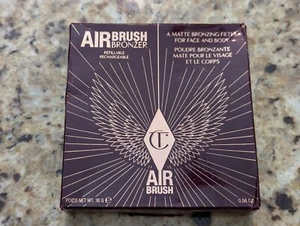 AIRBRUSH
BRONZER
REFILLABLE
RECHARGEABLE
A MATTE BRONZING FILTER
FOR FACE AND BODY
POUDRE BRONZANTE
MATE POUR LE VISAGE
ET LE CORPS
CT
AIR
BRUSH
POIDS NET WT. 16 G
0.56 OZ